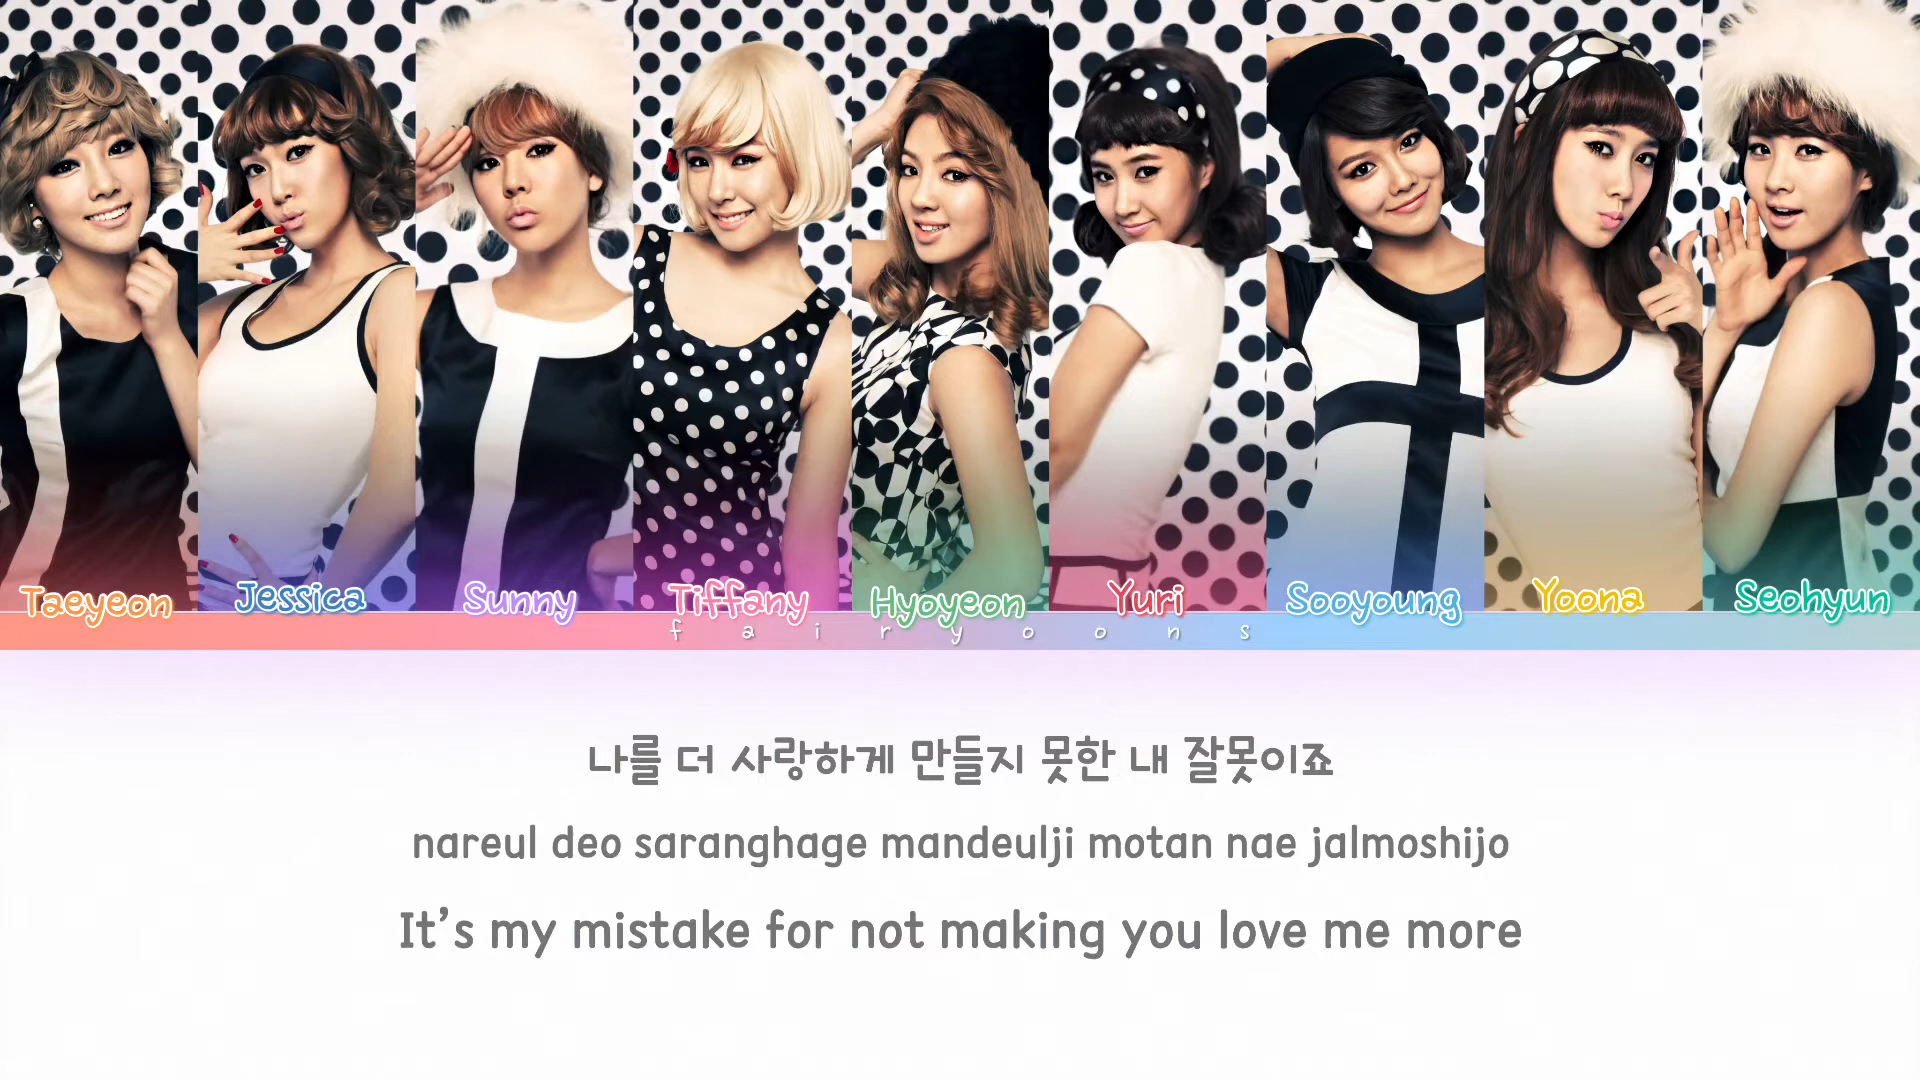 Taeyeon Jessica Sunny Tiffany Hyoyeon Yuri Sooyoung Yoona Seohyun
fairyoons
나를 더 사랑하게 만들지 못한 내 잘못이죠
nareul deo saranghage mandeulji motan nae jalmoshijo
It's my mistake for not making you love me more